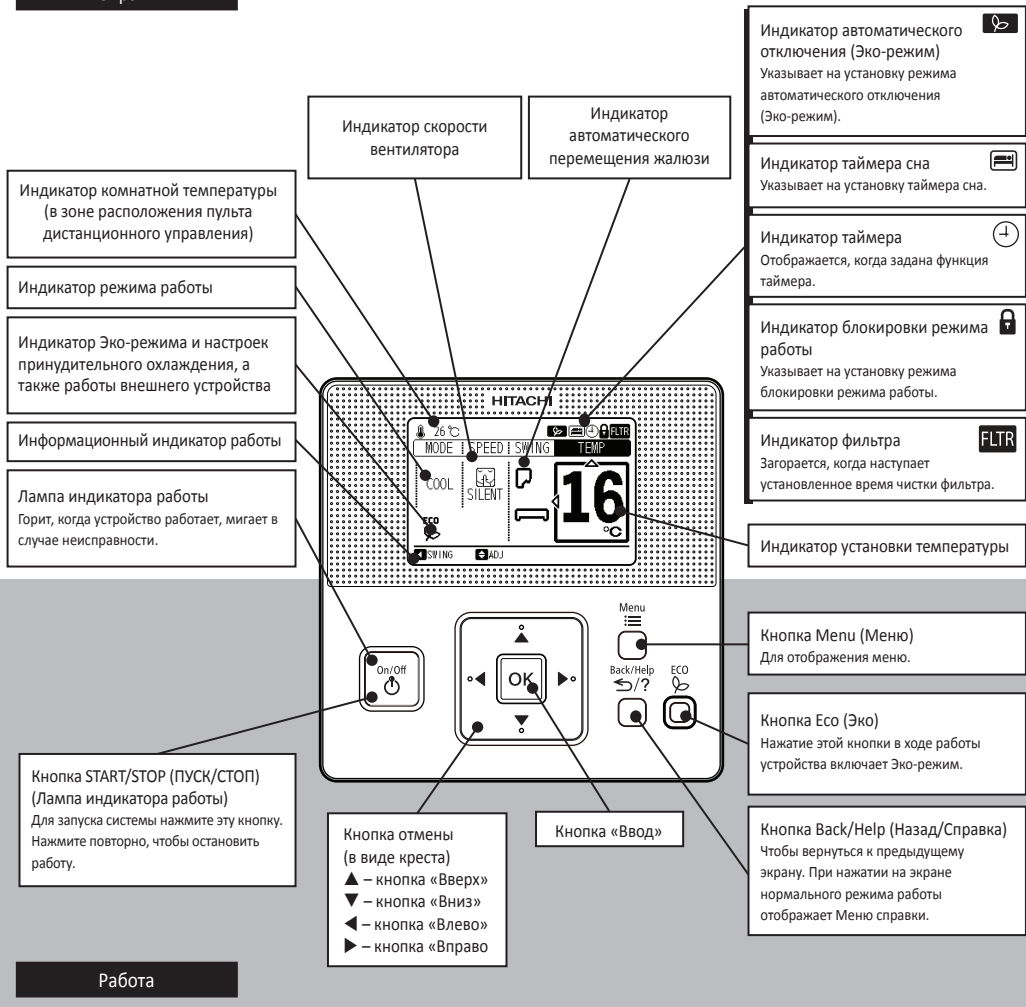 Индикатор автоматического
отключения (Эко-режим)
Указывает на установку режима
автоматического отключения
(Эко-режим).
Индикатор скорости
вентилятора
Индикатор
автоматического
перемещения жалюзи
Индикатор таймера сна
Указывает на установку таймера сна.
Индикатор комнатной температуры
(в зоне расположения пульта
дистанционного управления)
Индикатор таймера
Отображается, когда задана функция
таймера.
Индикатор режима работы
Индикатор Эко-режима и настроек
принудительного охлаждения, а
также работы внешнего устройства
Индикатор блокировки режима
работы
Указывает на установку режима
блокировки режима работы.
Информационный индикатор работы
Индикатор фильтра
FLTR
Загорается, когда наступает
установленное время чистки фильтра.
Лампа индикатора работы
Горит, когда устройство работает, мигает в
случае неисправности.
Индикатор установки температуры
HITACHI
26 °C FLTR
MODE SPEED SWING TEMP
COOL
SILENT
16
°C
ECO
SWING ADJ
On/Off
OK
Menu
Back/Help ECO
/?
Кнопка Menu (Меню)
Для отображения меню.
Кнопка Eco (Эко)
Нажатие этой кнопки в ходе работы
устройства включает Эко-режим.
Кнопка START/STOP (ПУСК/СТОП)
(Лампа индикатора работы)
Для запуска системы нажмите эту кнопку.
Нажмите повторно, чтобы остановить
работу.
Кнопка отмены
(в виде креста)
▲ – кнопка «Вверх»
▼ – кнопка «Вниз»
◀ – кнопка «Влево»
▶ – кнопка «Вправо
Кнопка «Ввод»
Кнопка Back/Help (Назад/Справка)
Чтобы вернуться к предыдущему
экрану. При нажатии на экране
нормального режима работы
отображает Меню справки.
Работа